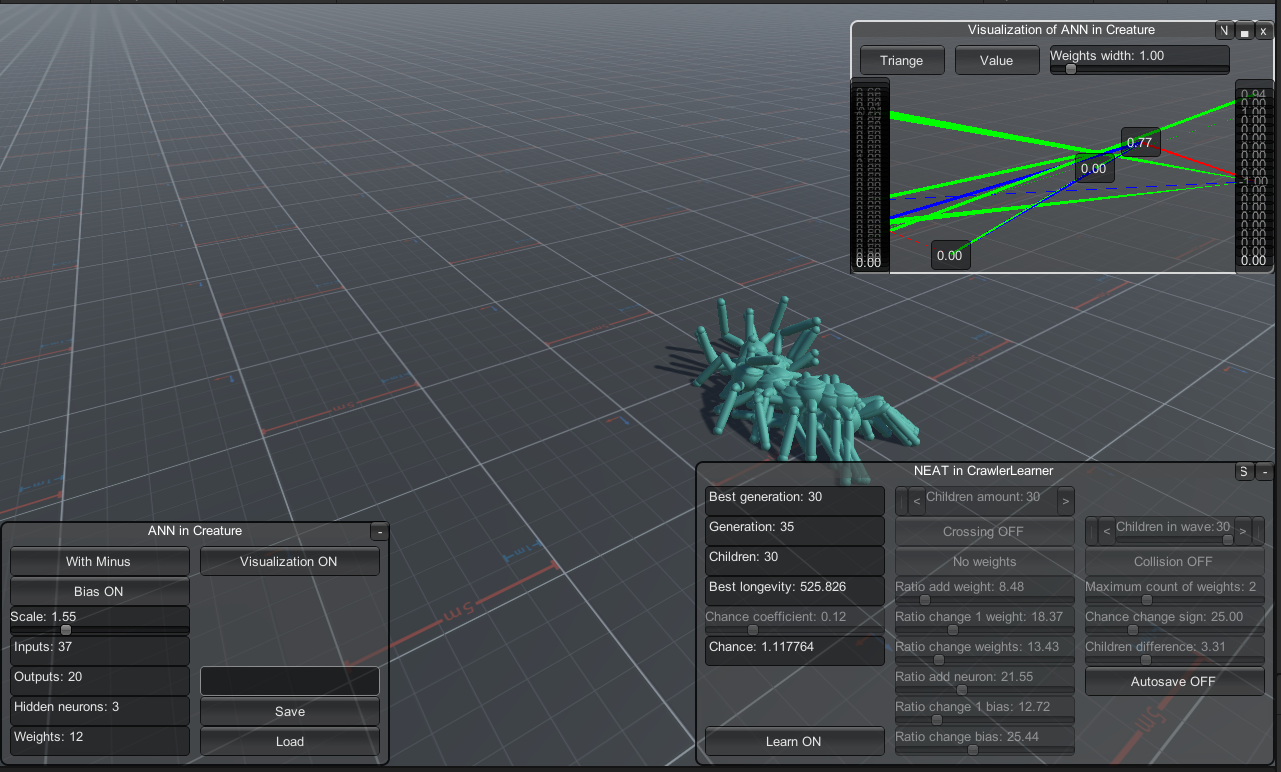 Visualization of ANN in Creature
N
x
Triange
Value
Weights width: 1.00
0.94
0.00
0.77
0.00
0.00
0.00
0.00
5m
5m
NEAT in CrawlerLearner
S
-
Best generation: 30
Generation: 35
Children: 30
Best longevity: 525.826
Chance coefficient: 0.12
Chance: 1.117764
Learn ON
< Children amount: 30 >
Crossing OFF
No weights
Ratio add weight: 8.48
Ratio change 1 weight: 18.37
Ratio change weights: 13.43
Ratio add neuron: 21.55
Ratio change 1 bias: 12.72
Ratio change bias: 25.44
< Children in wave:30 >
Collision OFF
Maximum count of weights: 2
Chance change sign: 25.00
Children difference: 3.31
Autosave OFF
ANN in Creature
-
With Minus
Visualization ON
Bias ON
Scale: 1.55
Inputs: 37
Outputs: 20
Hidden neurons: 3
Save
Weights: 12
Load